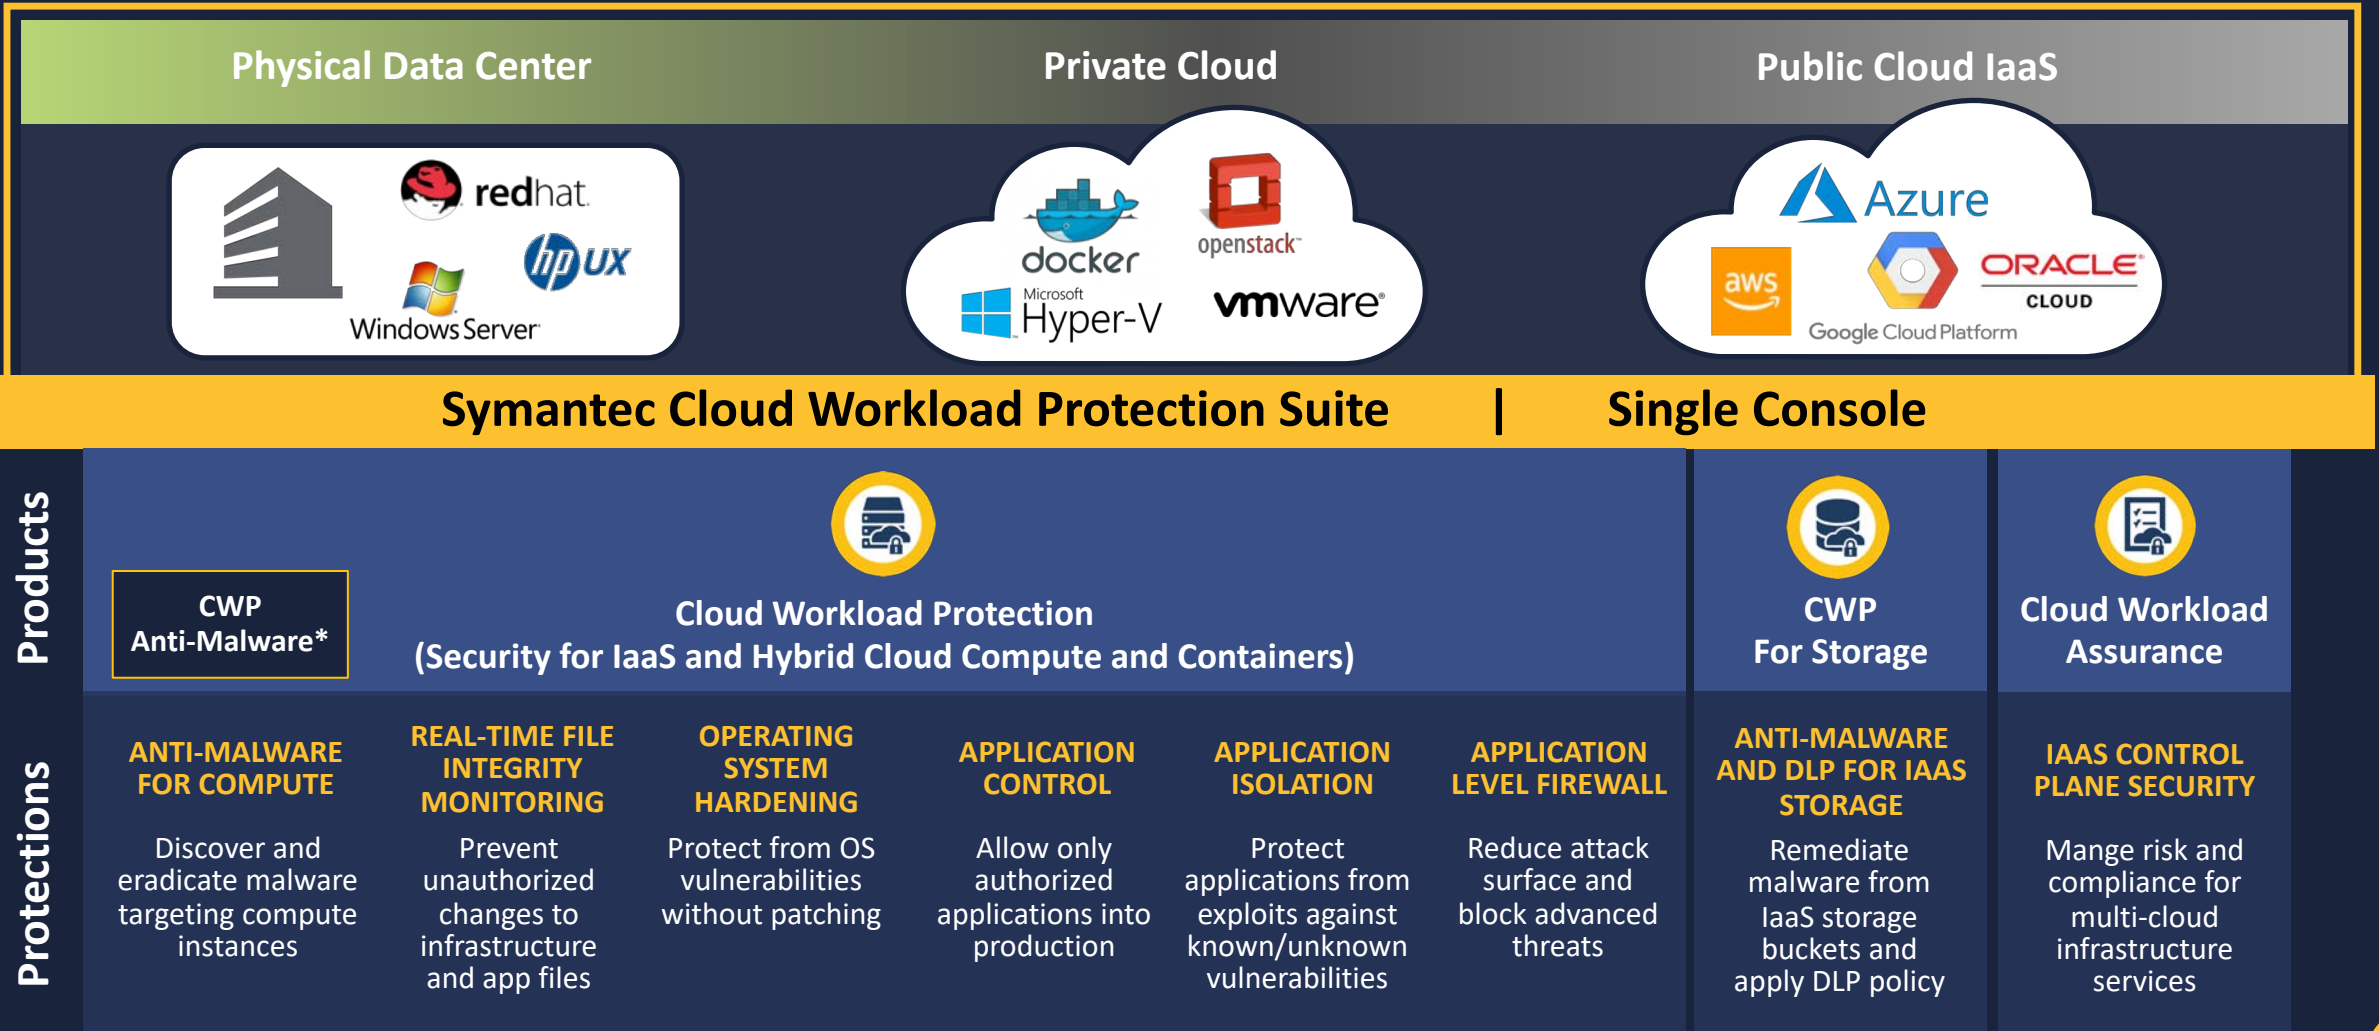 Physical Data Center
Private Cloud
Public Cloud IaaS
redhat.
hp UX
Windows Server
docker
openstack™
Microsoft
Hyper-V
vmware®
Azure
aws
Google Cloud Platform
ORACLE®
CLOUD
Symantec Cloud Workload Protection Suite | Single Console
Products
CWP
Anti-Malware*
Cloud Workload Protection
(Security for IaaS and Hybrid Cloud Compute and Containers)
CWP
For Storage
Cloud Workload
Assurance
Protections
ANTI-MALWARE
FOR COMPUTE
Discover and
eradicate malware
targeting compute
instances
REAL-TIME FILE
INTEGRITY
MONITORING
Prevent
unauthorized
changes to
infrastructure
and app files
OPERATING
SYSTEM
HARDENING
Protect from OS
vulnerabilities
without patching
APPLICATION
CONTROL
Allow only
authorized
applications into
production
APPLICATION
ISOLATION
Protect
applications from
exploits against
known/unknown
vulnerabilities
APPLICATION
LEVEL FIREWALL
Reduce attack
surface and
block advanced
threats
ANTI-MALWARE
AND DLP FOR IAAS
STORAGE
Remediate
malware from
IaaS storage
buckets and
apply DLP policy
IAAS CONTROL
PLANE SECURITY
Mange risk and
compliance for
multi-cloud
infrastructure
services